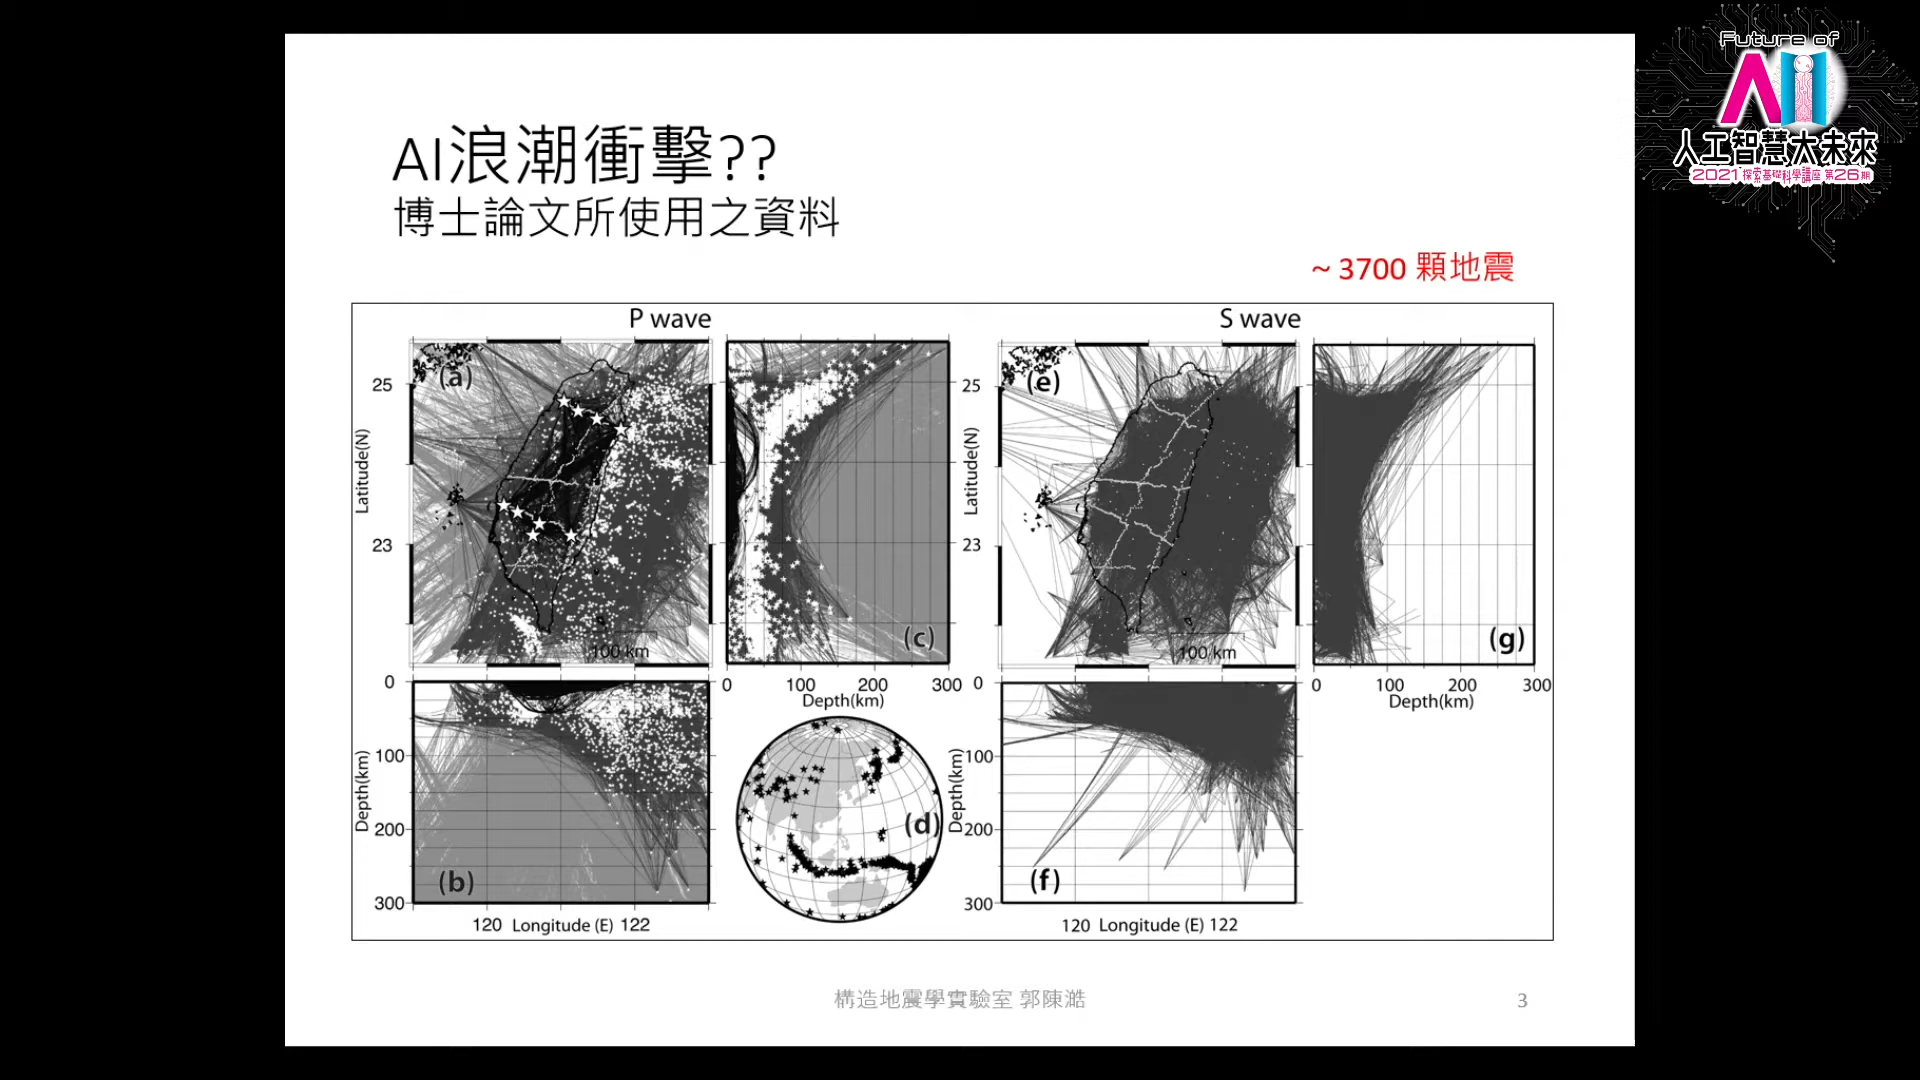 Future of
AI
人工智慧大未來
2021 探索基礎科學講座 第26期
AI浪潮衝擊??
博士論文所使用之資料
~ 3700 顆地震
P wave
S wave
(a)
25
23
Latitude(N)
100 km
(c)
0 100 200 300
Depth(km)
(e)
25
23
Latitude(N)
100 km
(g)
0 100 200 300
Depth(km)
0
100
200
300
Depth(km)
(b)
120 Longitude (E) 122
(d)
0
100
200
300
Depth(km)
(f)
120 Longitude (E) 122
構造地震學實驗室 郭陳澔
3